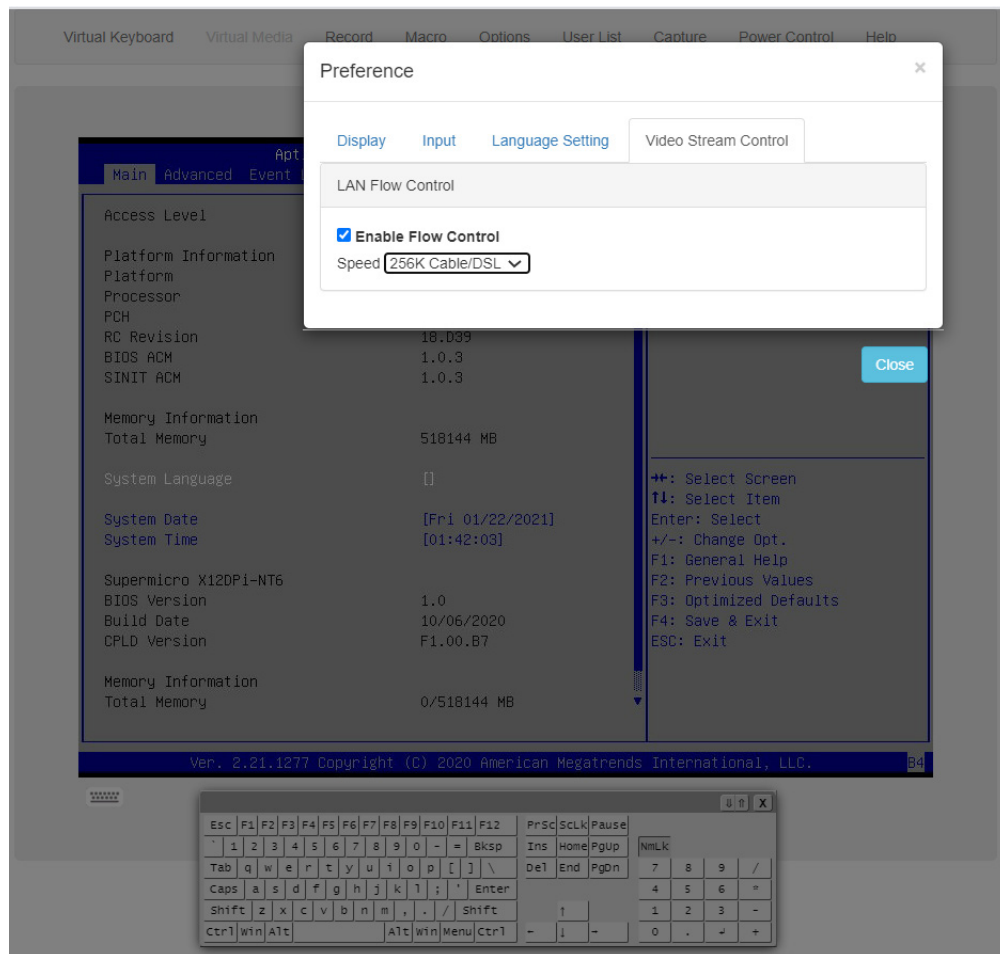 Virtual Keyboard Virtual Media Record Macro Options User List Capture Power Control Help
Preference ×
Display Input Language Setting Video Stream Control
LAN Flow Control
Enable Flow Control
Speed 256K Cable/DSL
Close
Apt
Main Advanced Event
Access Level
Platform Information
Platform
Processor
PCH
RC Revision 18.D39
BIOS ACM 1.0.3
SINIT ACM 1.0.3
Memory Information
Total Memory 518144 MB
System Language []
System Date [Fri 01/22/2021]
System Time [01:42:03]
Supermicro X12DPi-NT6
BIOS Version 1.0
Build Date 10/06/2020
CPLD Version F1.00.B7
Memory Information
Total Memory 0/518144 MB
→←: Select Screen
↑↓: Select Item
Enter: Select
+/-: Change Opt.
F1: General Help
F2: Previous Values
F3: Optimized Defaults
F4: Save & Exit
ESC: Exit
Ver. 2.21.1277 Copyright (C) 2020 American Megatrends International, LLC.
B4
⇓ ⇑ X
Esc F1 F2 F3 F4 F5 F6 F7 F8 F9 F10 F11 F12 PrSc ScLk Pause
` 1 2 3 4 5 6 7 8 9 0 - = Bksp Ins Home PgUp NmLk
Tab q w e r t y u i o p [ ] \ Del End PgDn 7 8 9 /
Caps a s d f g h j k l ; ' Enter 4 5 6 *
Shift z x c v b n m , . / Shift ↑ 1 2 3 -
Ctrl Win Alt Alt Win Menu Ctrl ← ↓ → 0 . ↵ +